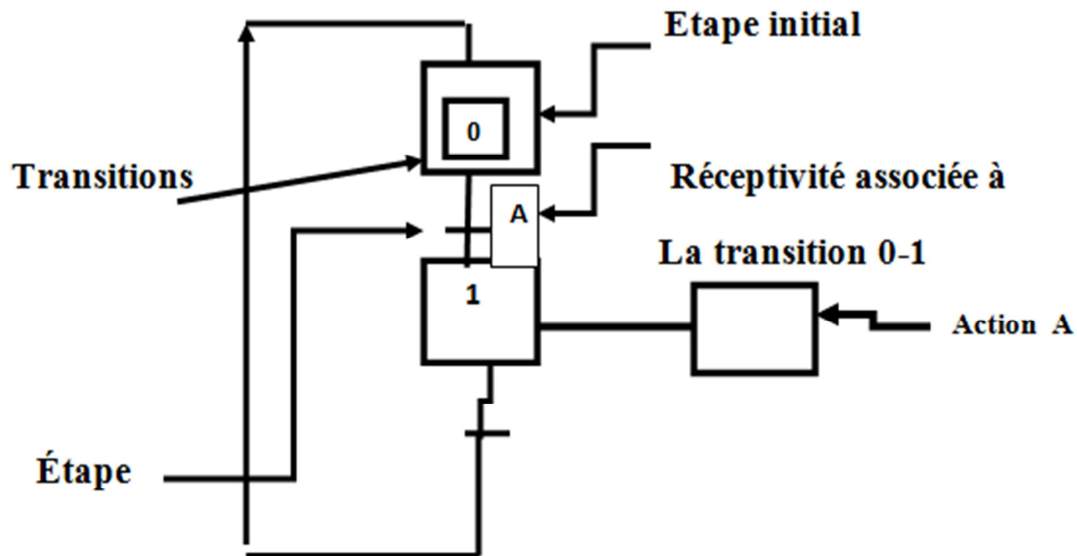 Etape initial
0
Transitions
Réceptivité associée à
A
La transition 0-1
1
Action A
Étape